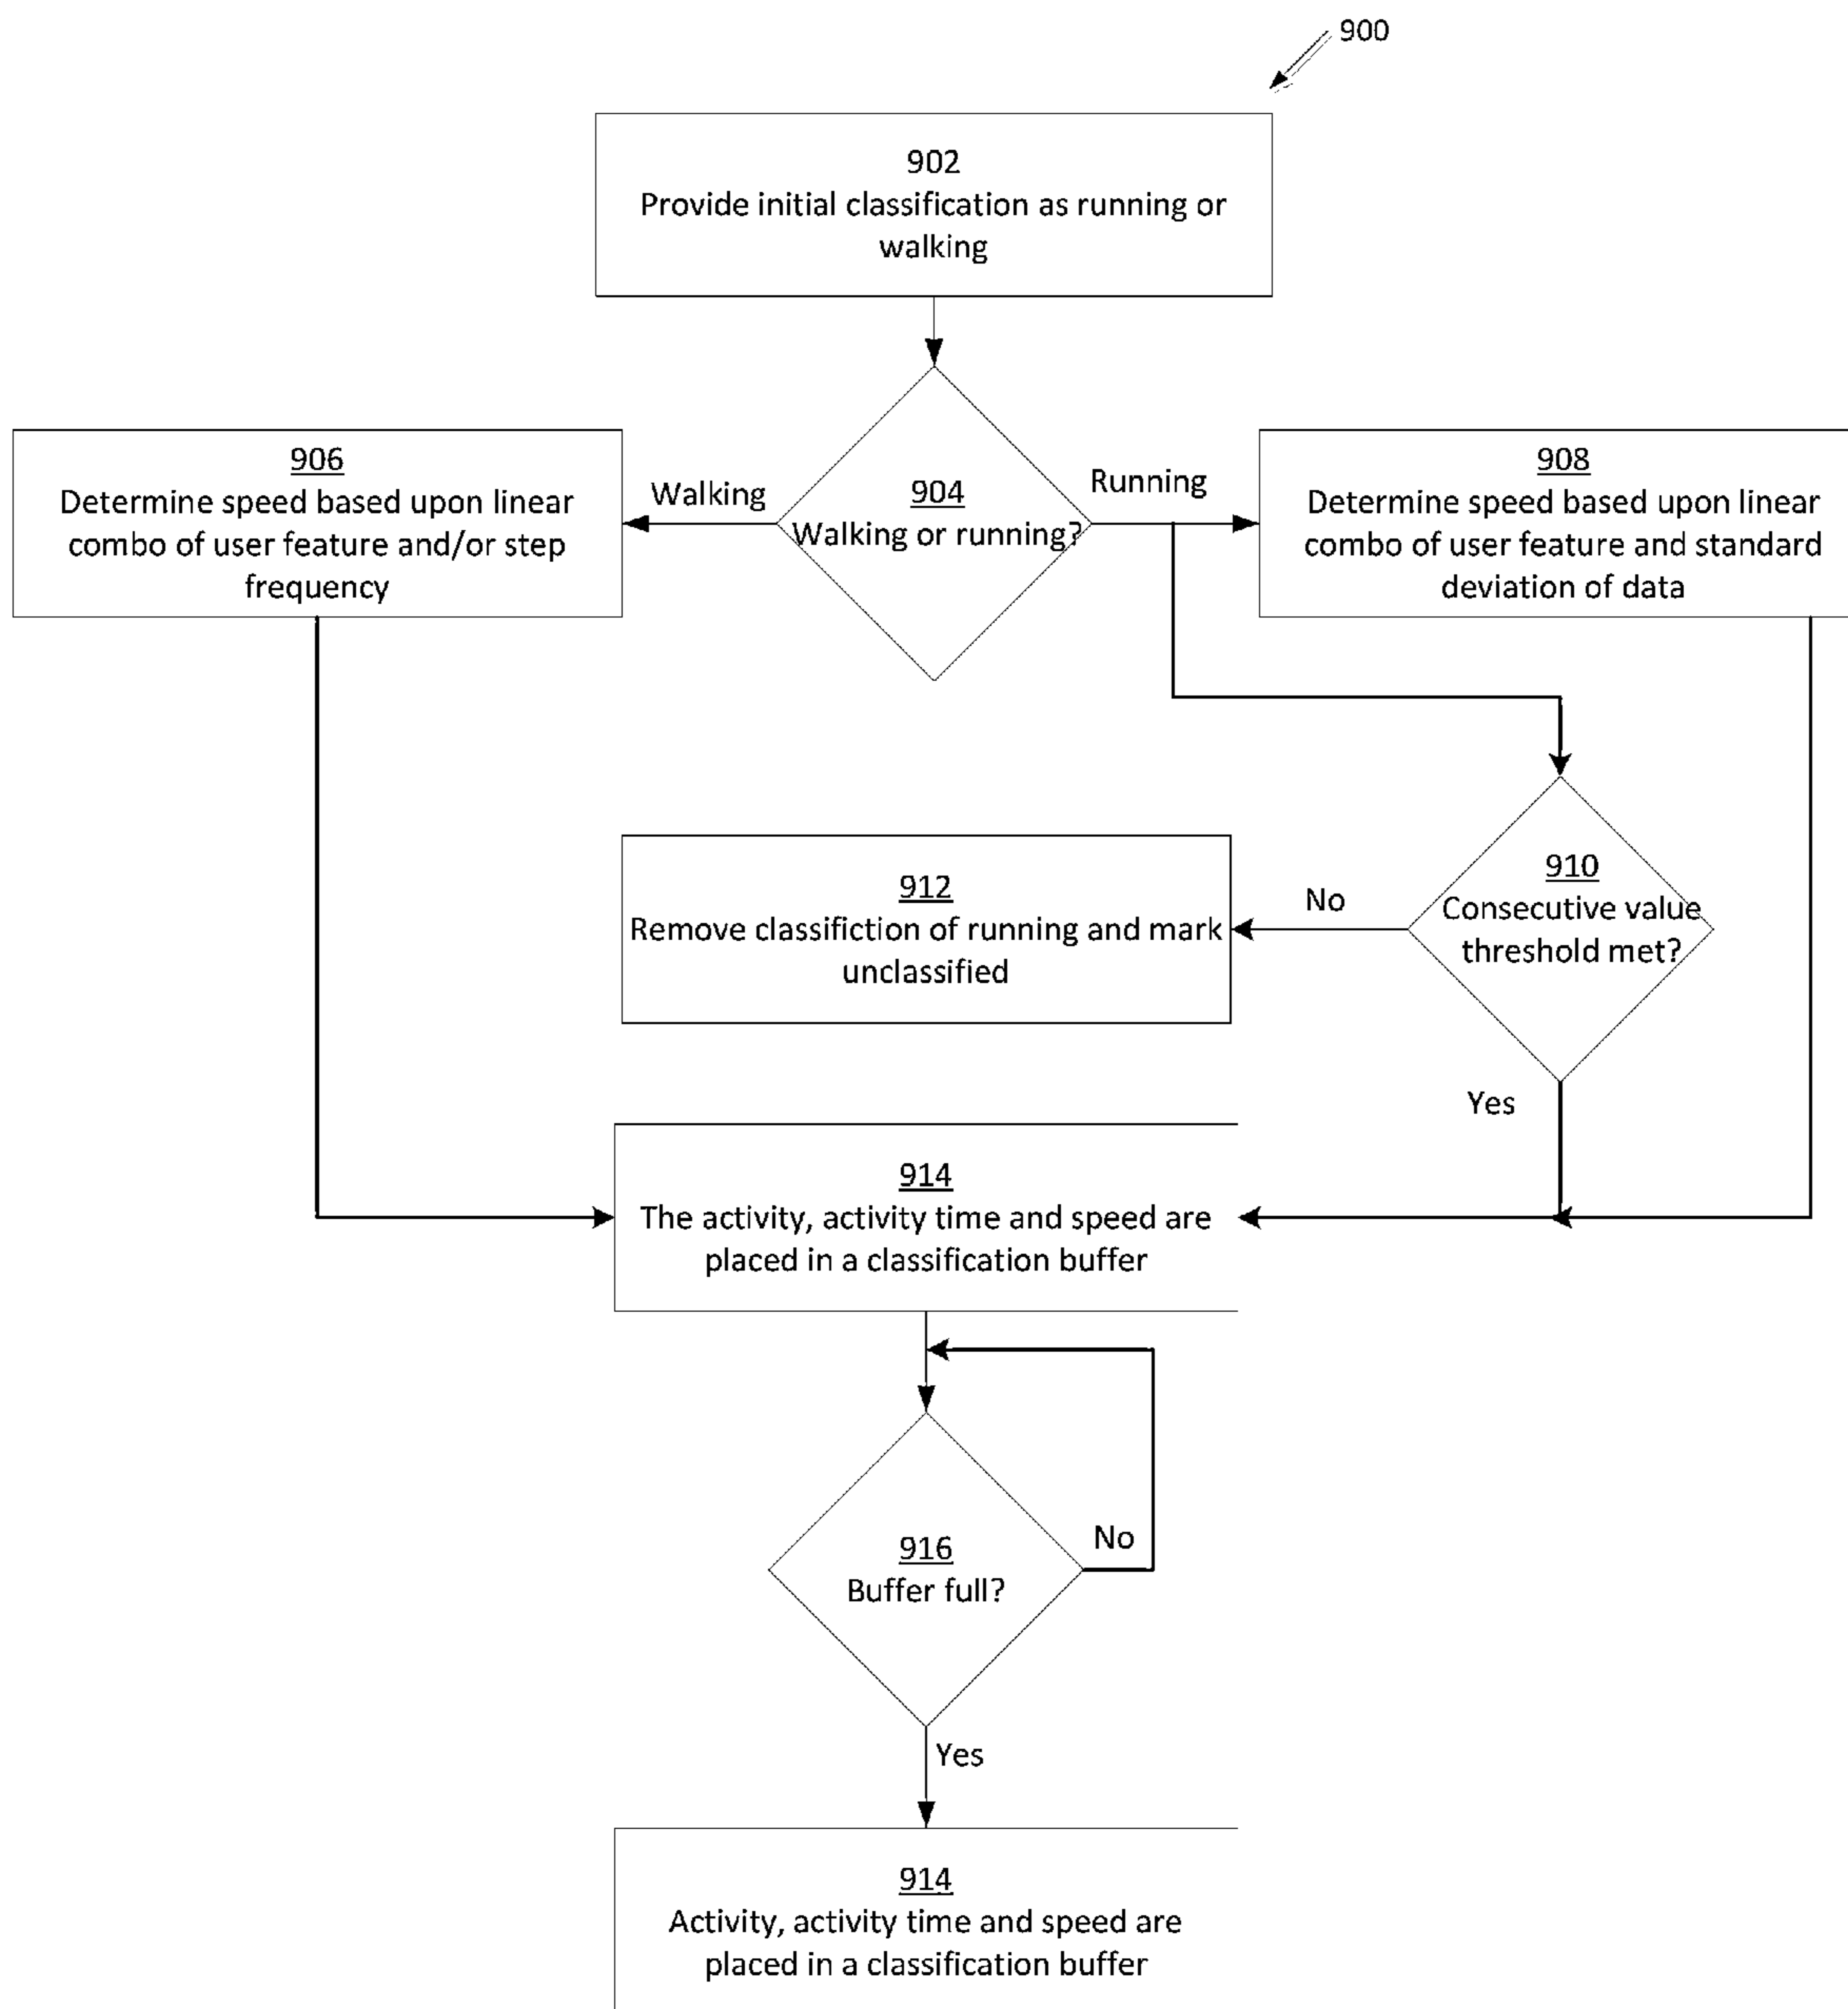 900
902
Provide initial classification as running or
walking
906
Determine speed based upon linear
combo of user feature and/or step
frequency
Walking
904
Walking or running?
Running
908
Determine speed based upon linear
combo of user feature and standard
deviation of data
910
Consecutive value
threshold met?
No
912
Remove classifiction of running and mark
unclassified
Yes
914
The activity, activity time and speed are
placed in a classification buffer
916
Buffer full?
No
Yes
914
Activity, activity time and speed are
placed in a classification buffer